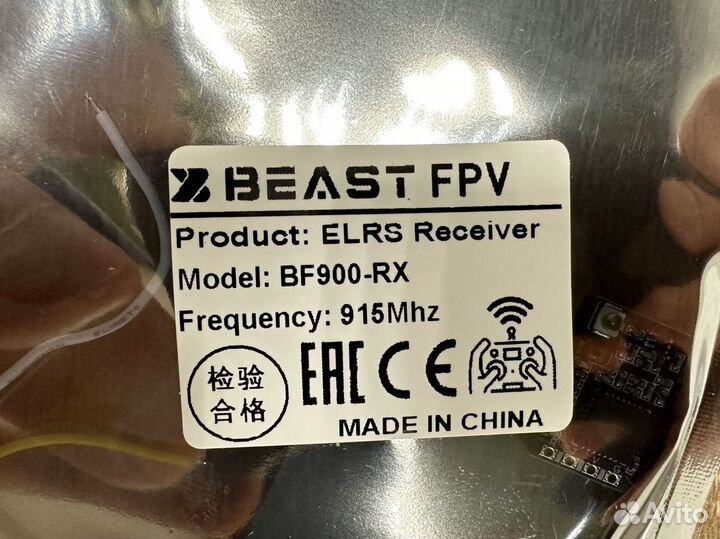 BEAST FPV
Product: ELRS Receiver
Model: BF900-RX
Frequency: 915Mhz
检验
合格
EAC CE
MADE IN CHINA
Avito